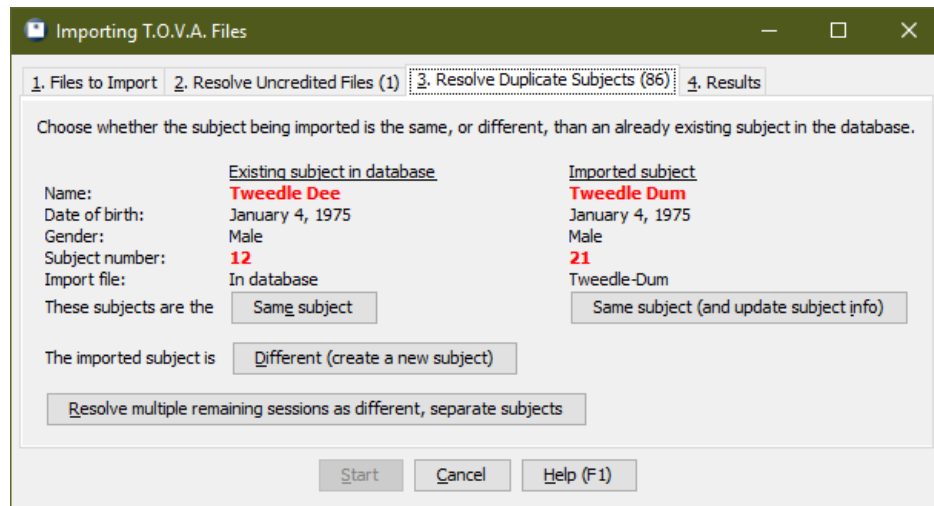 Importing T.O.V.A. Files
1. Files to Import 2. Resolve Uncredited Files (1) 3. Resolve Duplicate Subjects (86) 4. Results
Choose whether the subject being imported is the same, or different, than an already existing subject in the database.
Existing subject in database Imported subject
Name: Tweedle Dee Tweedle Dum
Date of birth: January 4, 1975 January 4, 1975
Gender: Male Male
Subject number: 12 21
Import file: In database Tweedle-Dum
These subjects are the Same subject Same subject (and update subject info)
The imported subject is Different (create a new subject)
Resolve multiple remaining sessions as different, separate subjects
Start Cancel Help (F1)